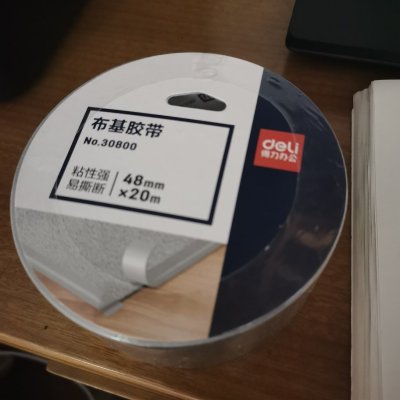 布基胶带
No.30800
粘性强
易撕断
48mm
×20m
deli
得力办公